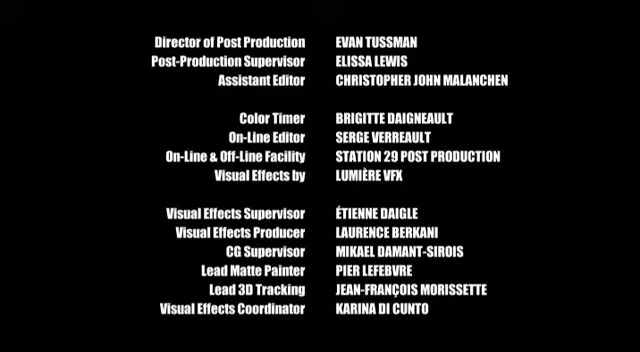 Director of Post Production EVAN TUSSMAN
Post-Production Supervisor ELISSA LEWIS
Assistant Editor CHRISTOPHER JOHN MALANCHEN
Color Timer BRIGITTE DAIGNEAULT
On-Line Editor SERGE VERREAULT
On-Line & Off-Line Facility STATION 29 POST PRODUCTION
Visual Effects by LUMIÈRE VFX
Visual Effects Supervisor ÉTIENNE DAIGLE
Visual Effects Producer LAURENCE BERKANI
CG Supervisor MIKAEL DAMANT-SIROIS
Lead Matte Painter PIER LEFEBVRE
Lead 3D Tracking JEAN-FRANÇOIS MORISSETTE
Visual Effects Coordinator KARINA DI CUNTO